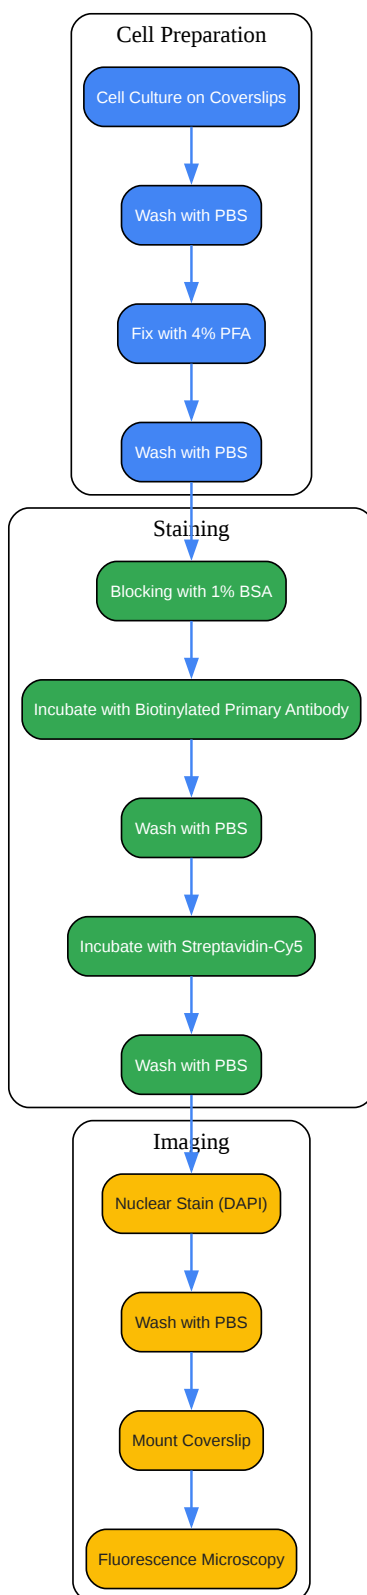 Cell Preparation
Cell Culture on Coverslips
Wash with PBS
Fix with 4% PFA
Wash with PBS
Staining
Blocking with 1% BSA
Incubate with Biotinylated Primary Antibody
Wash with PBS
Incubate with Streptavidin-Cy5
Wash with PBS
Imaging
Nuclear Stain (DAPI)
Wash with PBS
Mount Coverslip
Fluorescence Microscopy